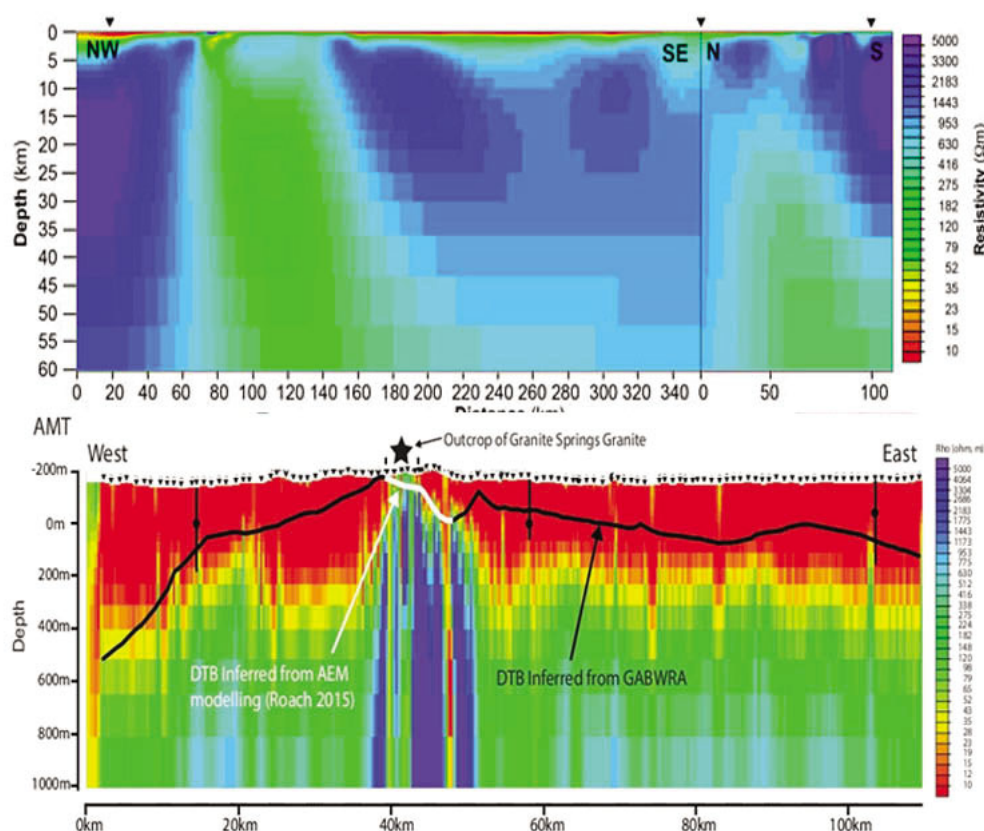 0
NW
SE
N
S
5
10
15
20
25
30
35
40
45
50
55
60
Depth (km)
0 20 40 60 80 100 120 140 160 180 200 220 240 260 280 300 320 340 0 50 100
5000
3300
2183
1443
953
630
416
275
182
120
79
52
35
23
15
10
Resistivity (Ωm)
AMT
Outcrop of Granite Springs Granite
West
East
-200m
0m
200m
400m
600m
800m
1000m
Depth
DTB Inferred from AEM
modelling (Roach 2015)
DTB Inferred from GABWRA
0km 20km 40km 60km 80km 100km
Rho (ohms, m)
5000
4064
3304
2686
2183
1775
1443
1173
953
775
630
512
416
338
275
224
182
148
120
98
79
65
52
43
35
28
23
19
15
12
10